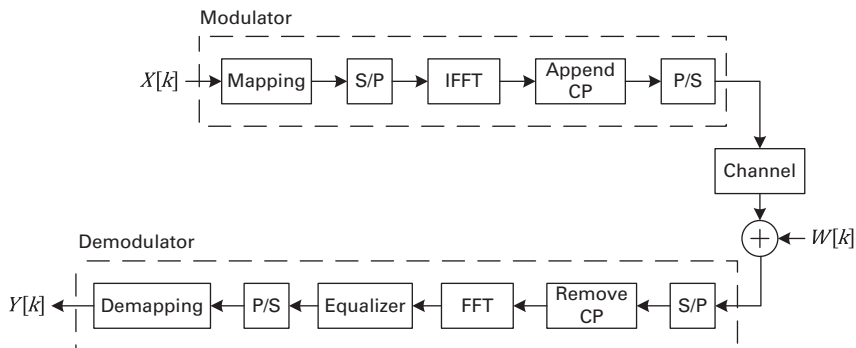 Modulator
X[k]
Mapping
S/P
IFFT
Append
CP
P/S
Channel
W[k]
Demodulator
Y[k]
Demapping
P/S
Equalizer
FFT
Remove
CP
S/P